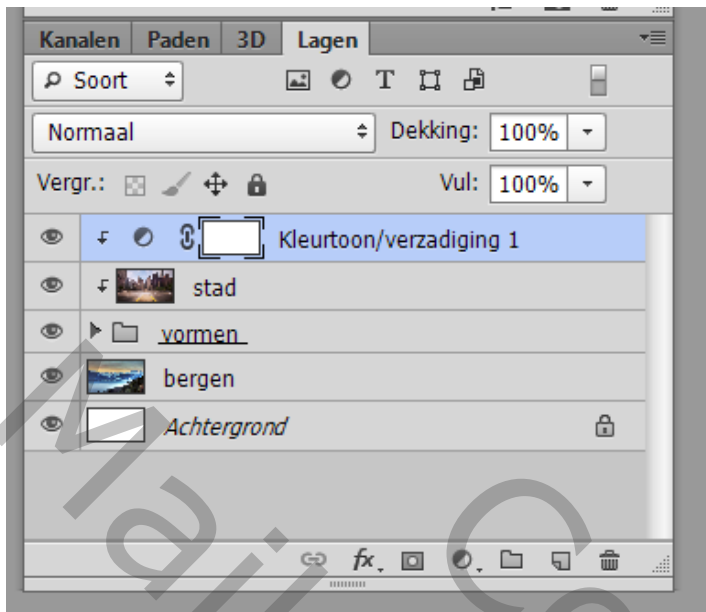 Kanalen Paden 3D Lagen
Soort T
Normaal Dekking: 100%
Vergr.: Vul: 100%
Kleurtoon/verzadiging 1
stad
vormen
bergen
Achtergrond
fx